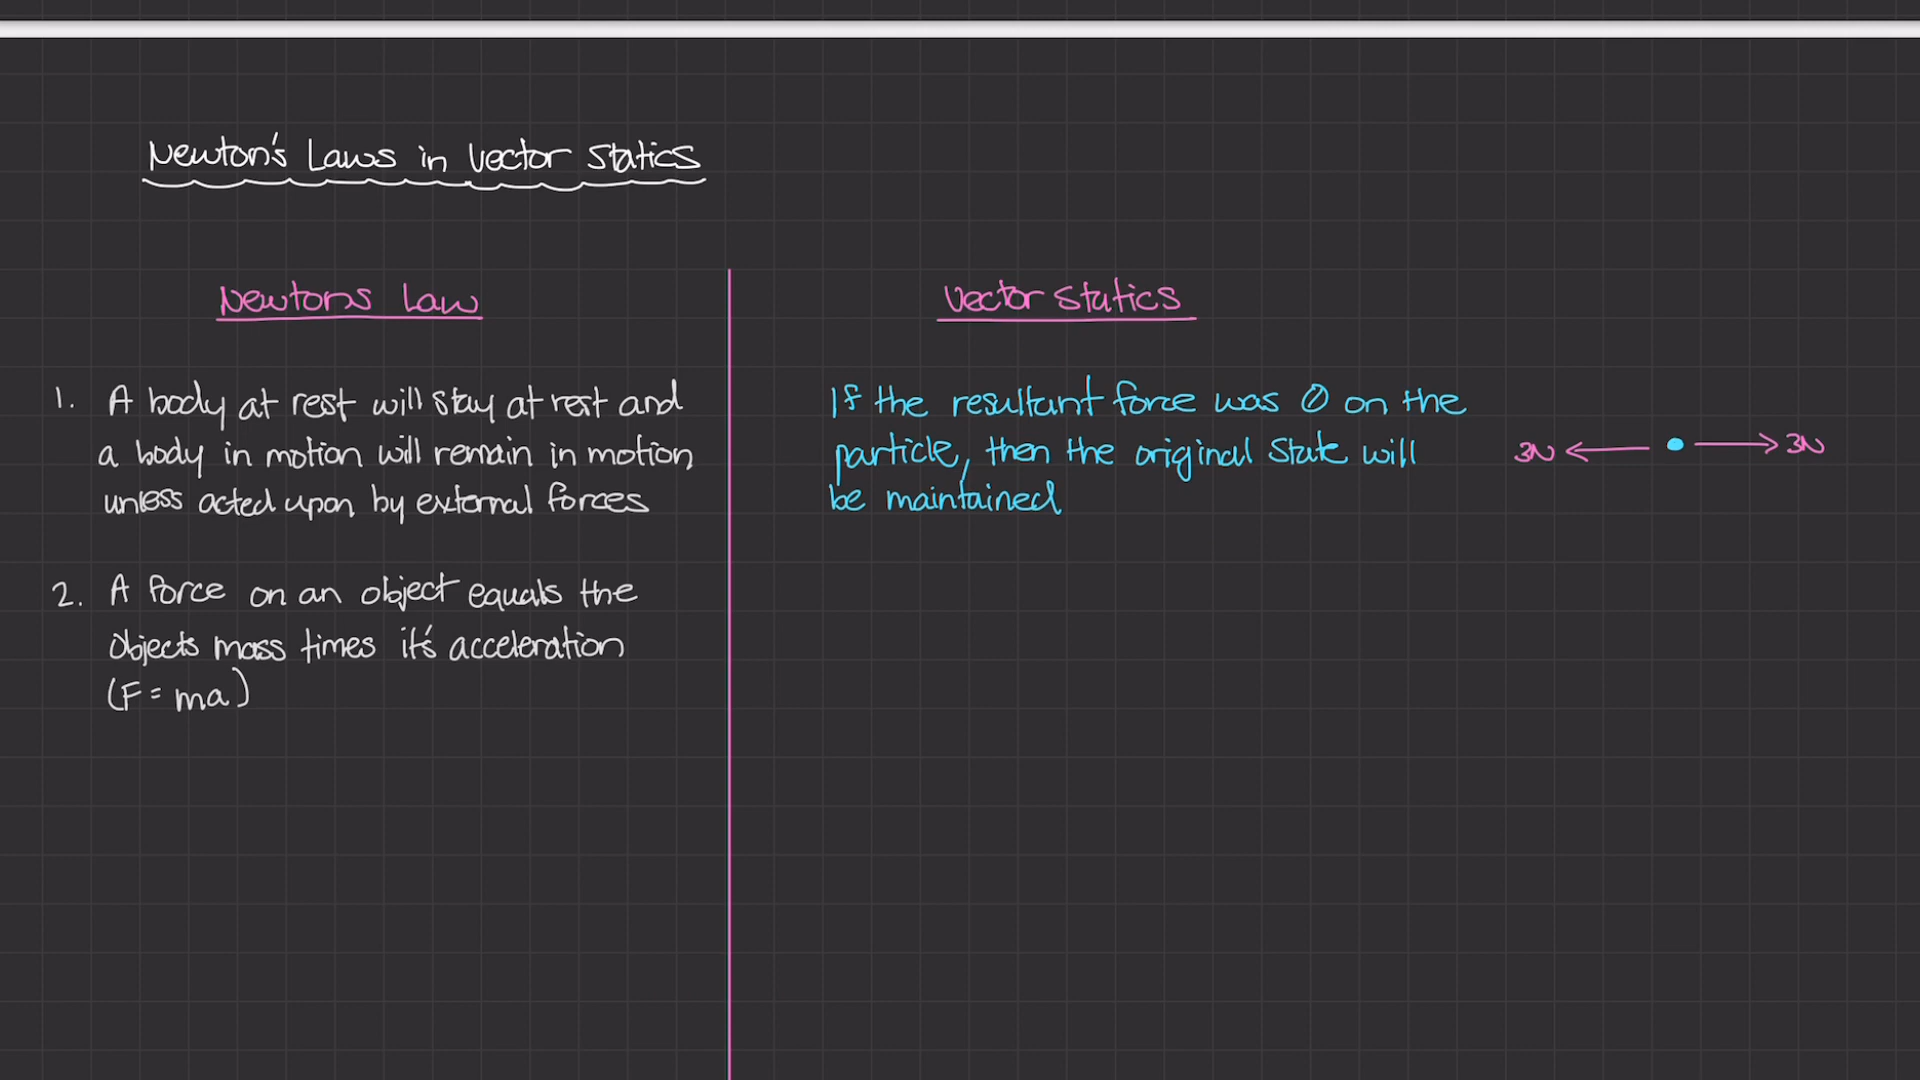 Newton's Laws in Vector Statics
Newtons Law
Vector Statics
1. A body at rest will stay at rest and
a body in motion will remain in motion,
unless acted upon by external forces
If the resultant force was 0 on the
particle, then the original state will
be maintained
3N 3N
2. A force on an object equals the
objects mass times it's acceleration
(F = ma)